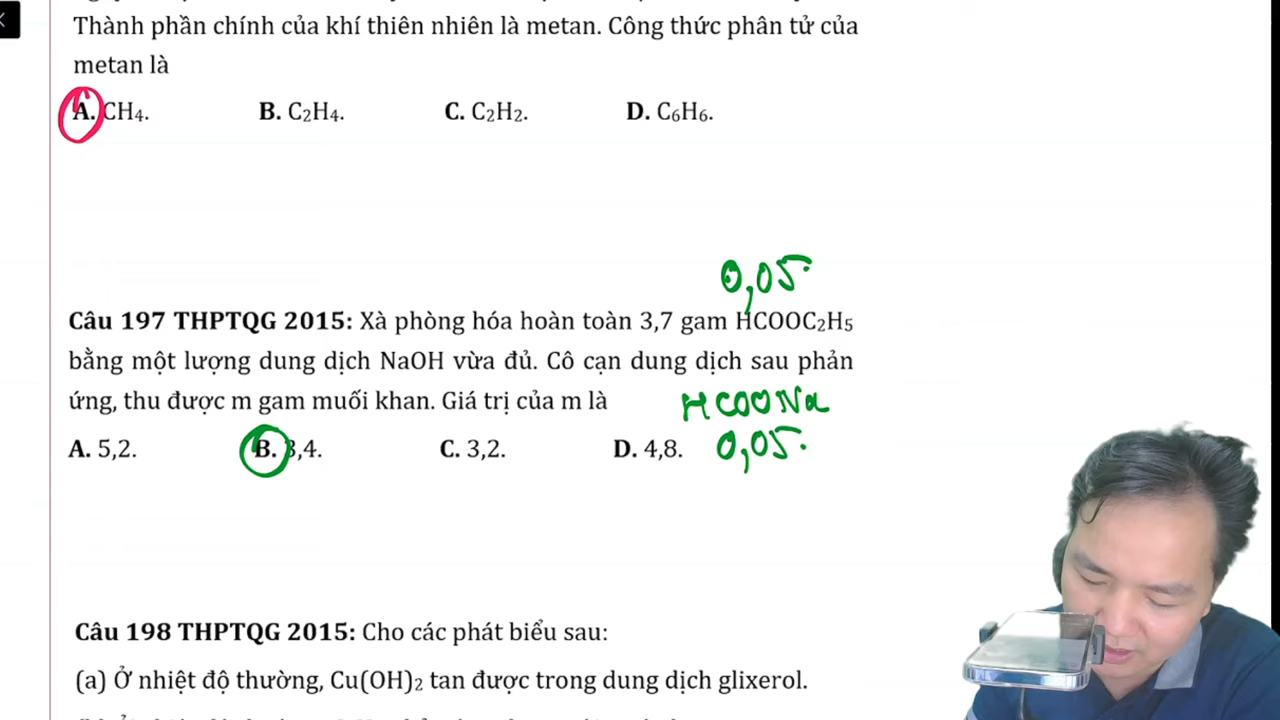 Thành phần chính của khí thiên nhiên là metan. Công thức phân tử của
metan là
A. CH₄. B. C₂H₄. C. C₂H₂. D. C₆H₆.
0,05
Câu 197 THPTQG 2015: Xà phòng hóa hoàn toàn 3,7 gam HCOOC₂H₅
bằng một lượng dung dịch NaOH vừa đủ. Cô cạn dung dịch sau phản
ứng, thu được m gam muối khan. Giá trị của m là
HCOONa
A. 5,2. B. 3,4. C. 3,2. D. 4,8. 0,05
Câu 198 THPTQG 2015: Cho các phát biểu sau:
(a) Ở nhiệt độ thường, Cu(OH)₂ tan được trong dung dịch glixerol.